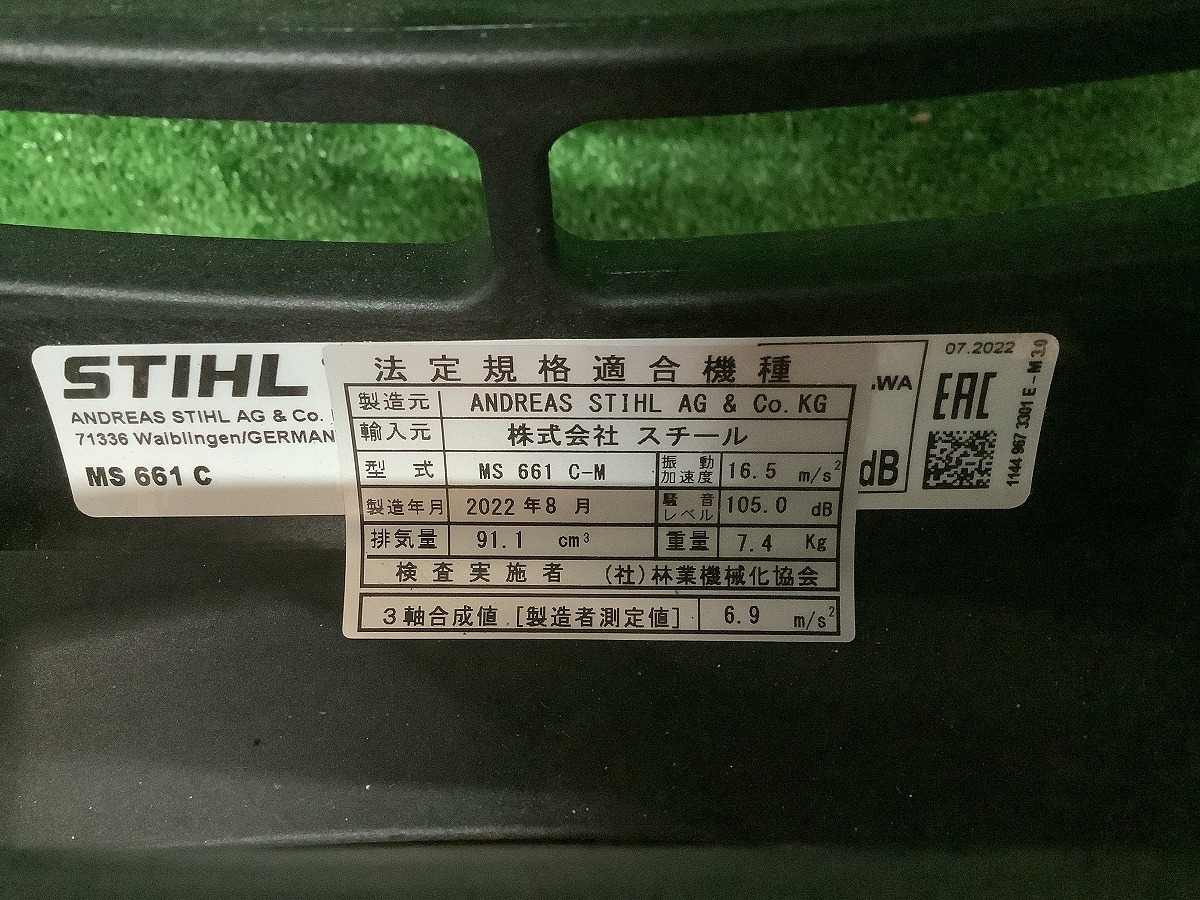 STIHL
ANDREAS STIHL AG & Co.
71336 Waiblingen/GERMAN
MS 661 C
法定規格適合機種
製造元 ANDREAS STIHL AG & Co. KG
輸入元 株式会社 スチール
型式 MS 661 C-M 振動加速度 16.5 m/s²
製造年月 2022年8月 騒音レベル 105.0 dB
排気量 91.1 cm³ 重量 7.4 Kg
検査実施者 (社)林業機械化協会
3軸合成値 [製造者測定値] 6.9 m/s²
.WA
dB
07.2022
EAC
1144 967 3301 E-M 3.0